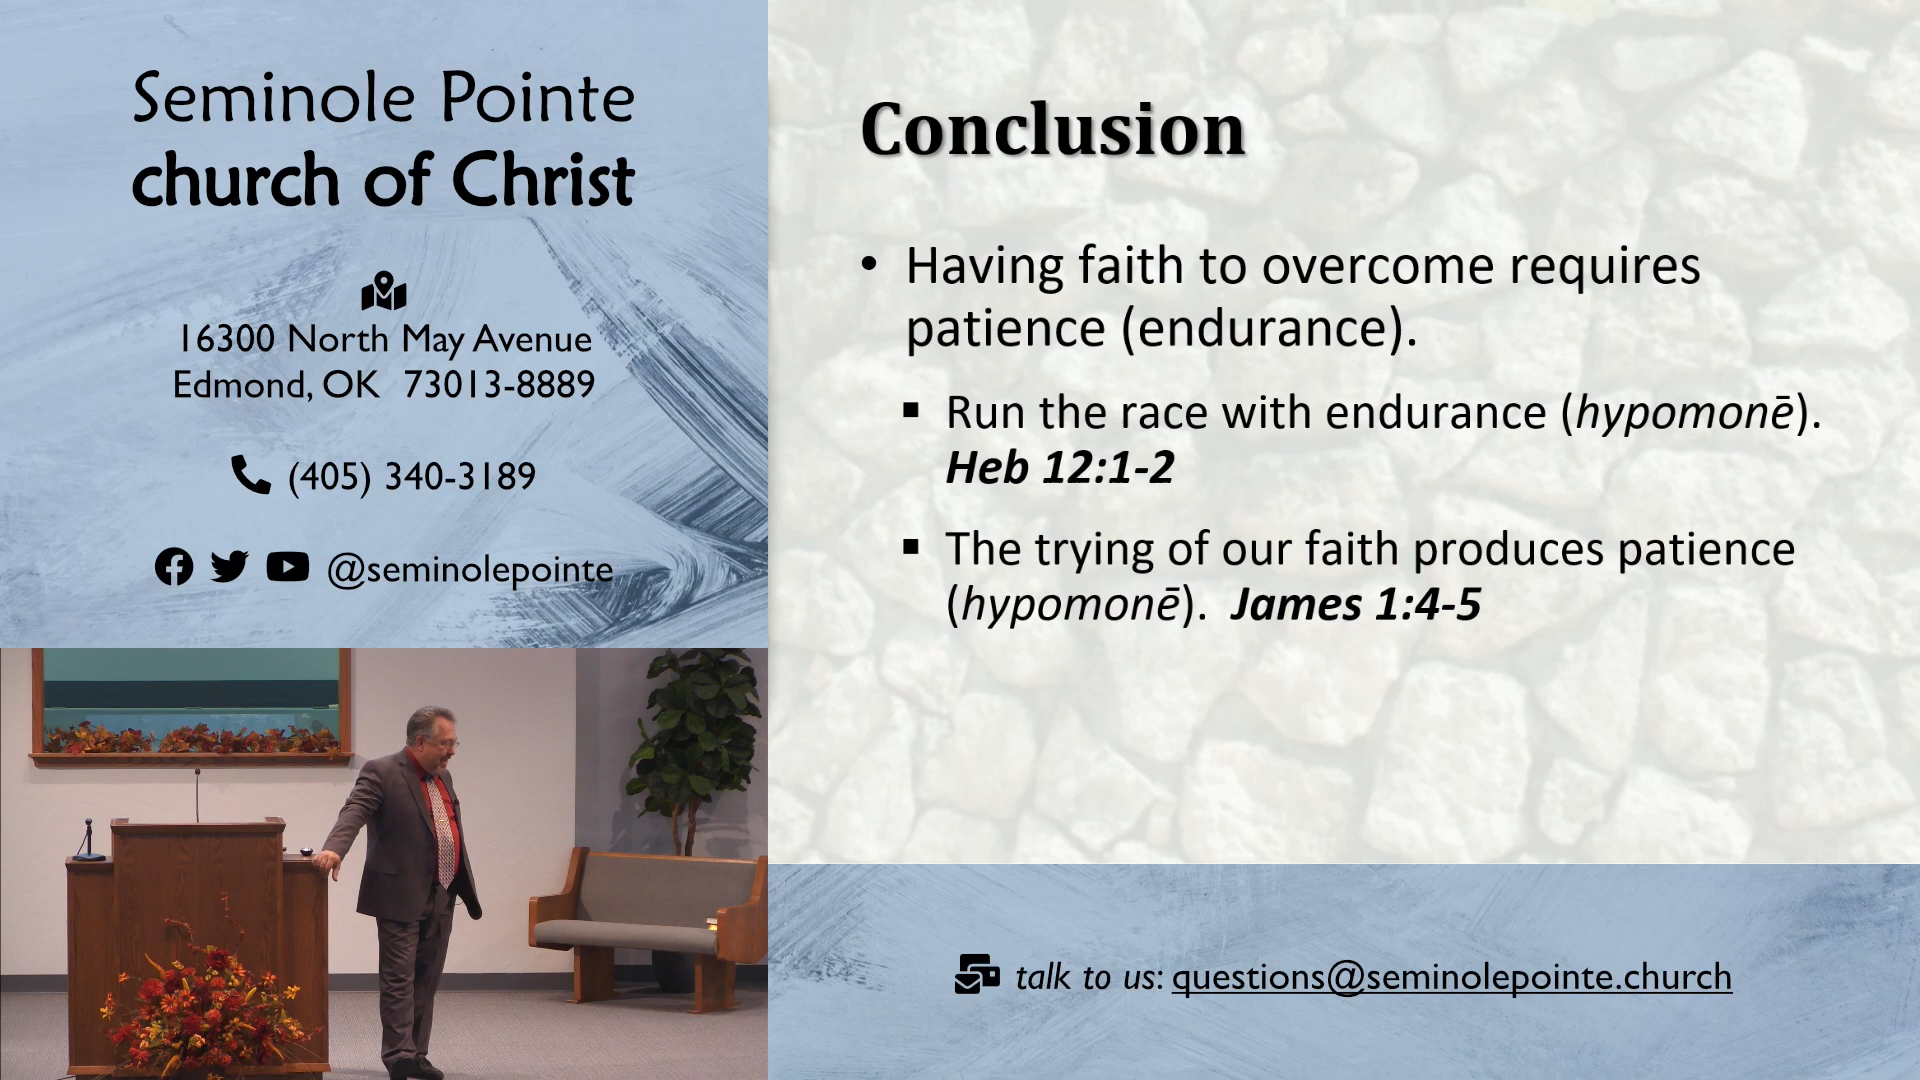 Seminole Pointe
church of Christ
16300 North May Avenue
Edmond, OK 73013-8889
(405) 340-3189
@seminolepointe
Conclusion
• Having faith to overcome requires
patience (endurance).
▪ Run the race with endurance (hypomonē).
Heb 12:1-2
▪ The trying of our faith produces patience
(hypomonē). James 1:4-5
talk to us: questions@seminolepointe.church